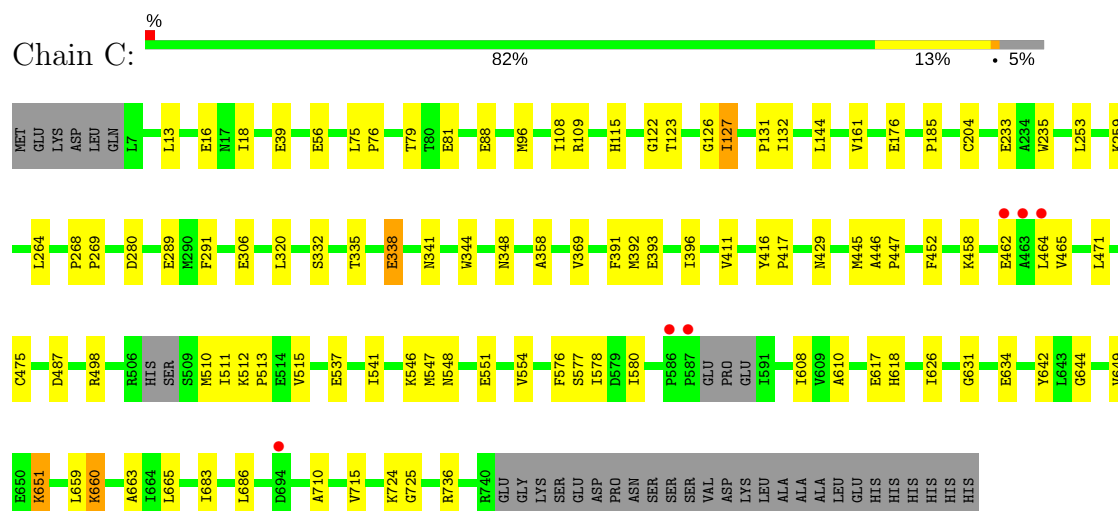 %
Chain C:
82% 13% • 5%
MET GLU LYS ASP LEU GLN L7 L13 E16 N17 I18 E39 E56 L75 P76 T79 T80 E81 E88 M96 I108 R109 H115 G122 T123 G126 I127 P131 I132 L144 V161 E176 P185 C204 E233 A234 W235 L253 K259
L264 P268 P269 D280 E289 M290 F291 E306 L320 S332 T335 E338 N341 W344 N348 A358 V369 F391 M392 E393 I396 V411 Y416 P417 N429 M445 A446 P447 F452 K458 E462 A463 L464 V465 L471
C475 D487 R498 R506 HIS SER S509 M510 I511 K512 P513 E514 V515 E537 I541 K546 M547 N548 E551 V554 F576 S577 I578 D579 I580 P586 P587 GLU PRO GLU I591 I608 V609 A610 E617 H618 I626 G631 E634 Y642 L643 G644
E650 K651 L659 K660 A663 I664 L665 I683 L686 D694 A710 V715 K724 G725 R736 R740 GLU GLY LYS SER GLU ASP PRO ASN SER SER SER VAL ASP LYS LEU ALA ALA ALA LEU GLU HIS HIS HIS HIS HIS HIS